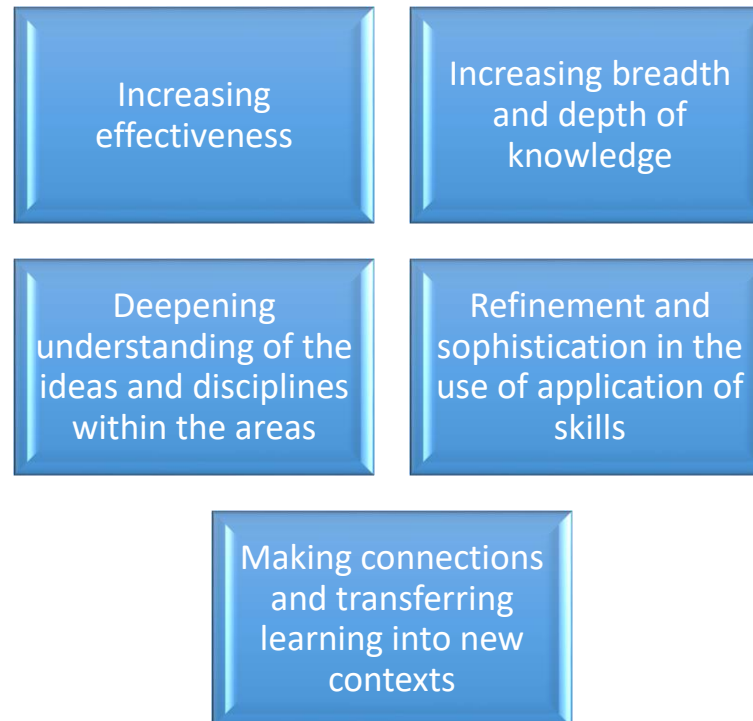 Increasing
effectiveness
Increasing breadth
and depth of
knowledge
Deepening
understanding of the
ideas and disciplines
within the areas
Refinement and
sophistication in the
use of application of
skills
Making connections
and transferring
learning into new
contexts